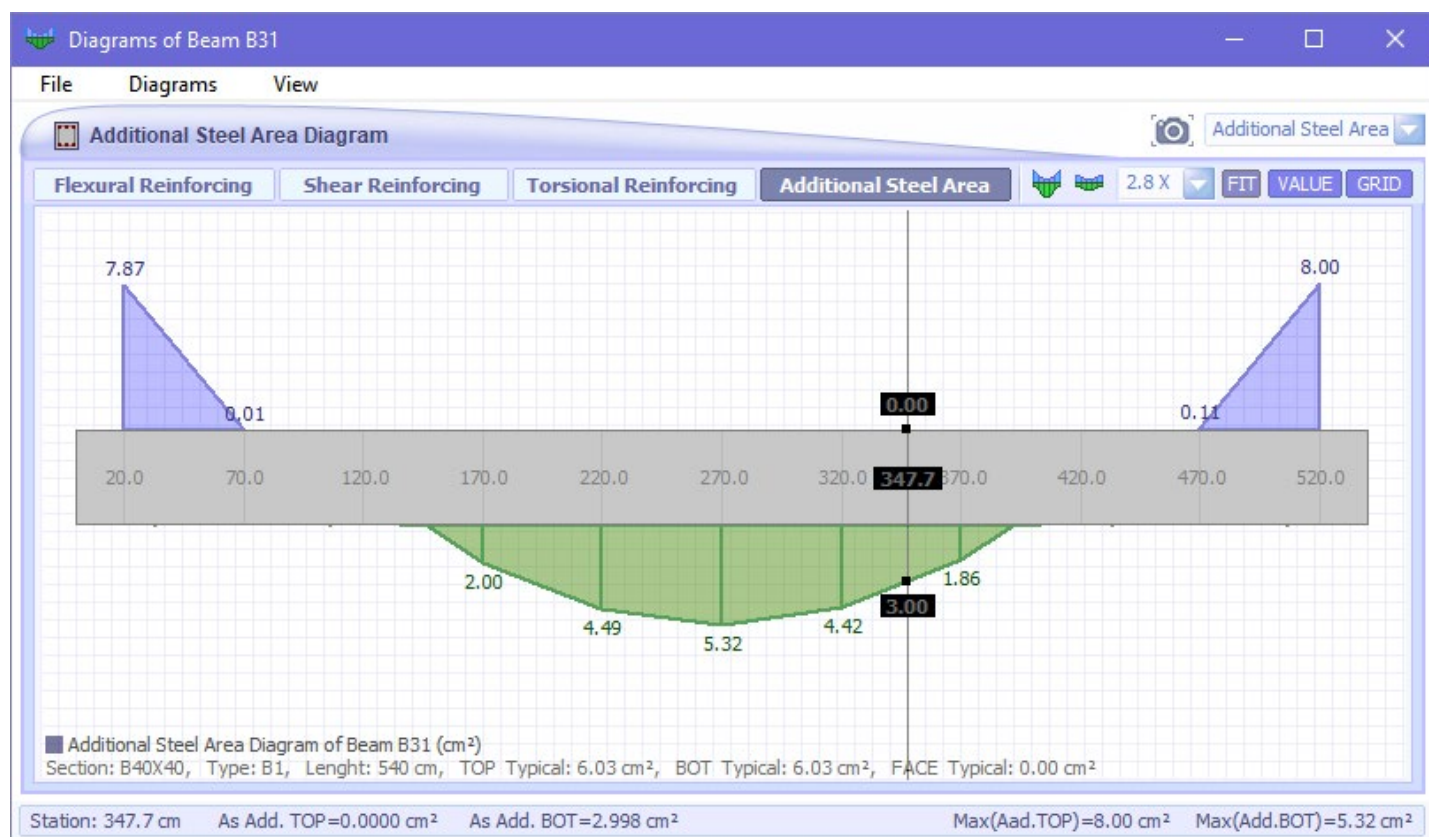 Diagrams of Beam B31
File Diagrams View
Additional Steel Area Diagram Additional Steel Area
Flexural Reinforcing Shear Reinforcing Torsional Reinforcing Additional Steel Area 2.8 X FIT VALUE GRID
7.87 8.00
0.01 0.00 0.11
20.0 70.0 120.0 170.0 220.0 270.0 320.0 347.7 370.0 420.0 470.0 520.0
2.00 4.49 5.32 4.42 3.00 1.86
Additional Steel Area Diagram of Beam B31 (cm²)
Section: B40X40, Type: B1, Lenght: 540 cm, TOP Typical: 6.03 cm², BOT Typical: 6.03 cm², FACE Typical: 0.00 cm²
Station: 347.7 cm As Add. TOP=0.0000 cm² As Add. BOT=2.998 cm² Max(Aad.TOP)=8.00 cm² Max(Add.BOT)=5.32 cm²